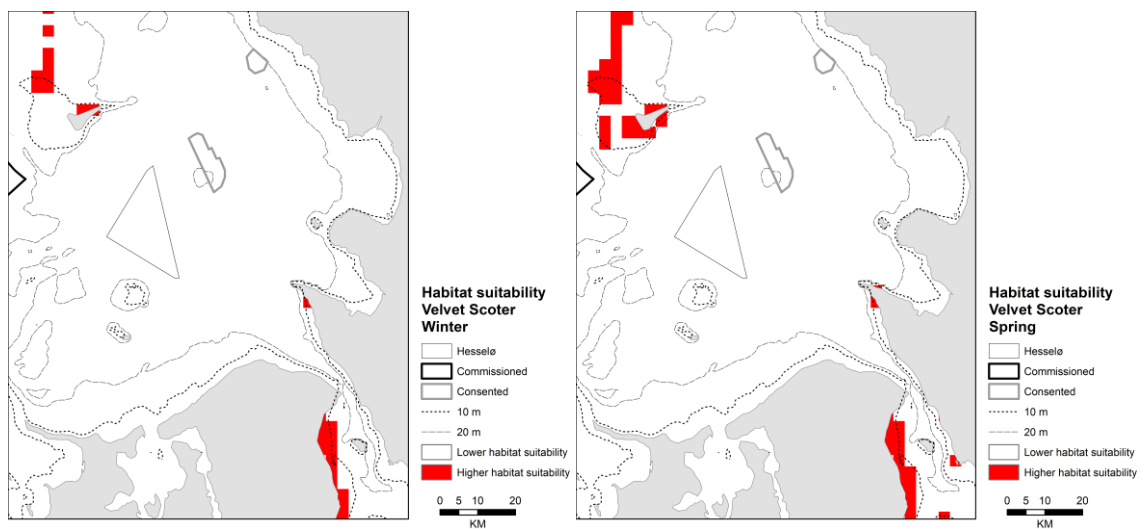 Habitat suitability
Velvet Scoter
Winter
Hesselø
Commissioned
Consented
10 m
20 m
Lower habitat suitability
Higher habitat suitability
0 5 10 20
KM
Habitat suitability
Velvet Scoter
Spring
Hesselø
Commissioned
Consented
10 m
20 m
Lower habitat suitability
Higher habitat suitability
0 5 10 20
KM